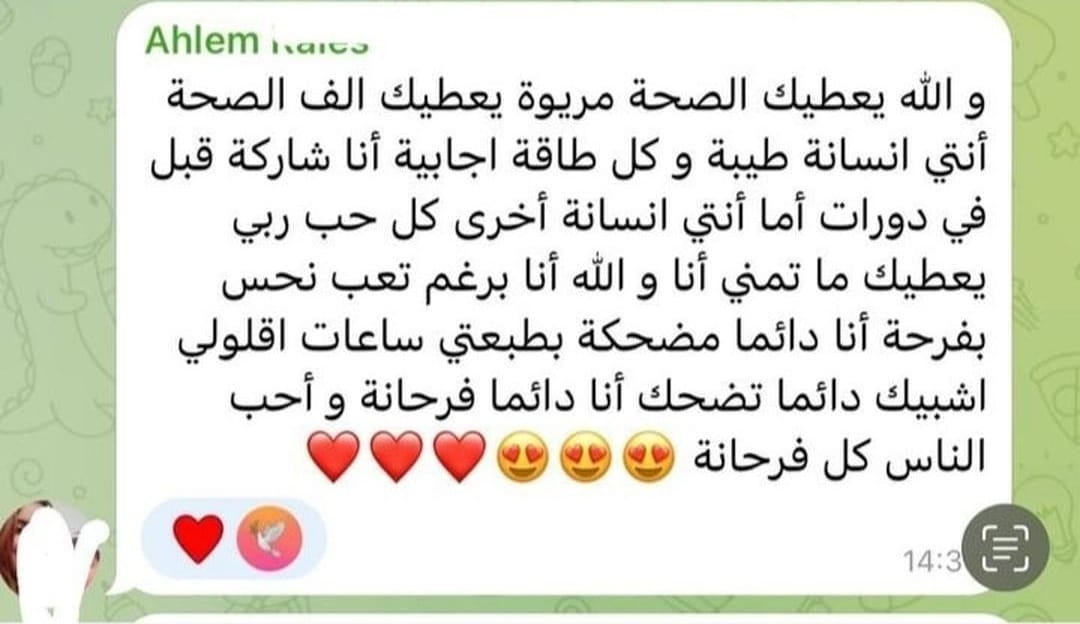 Ahlem
و الله يعطيك الصحة مريوة يعطيك الف الصحة
أنتي انسانة طيبة و كل طاقة اجابية أنا شاركة قبل
في دورات أما أنتي انسانة أخرى كل حب ربي
يعطيك ما تمني أنا و الله أنا برغم تعب نحس
بفرحة أنا دائما مضحكة بطبعتي ساعات اقلولي
اشبيك دائما تضحك أنا دائما فرحانة و أحب
الناس كل فرحانة 😍😍😍❤️❤️❤️
14:3